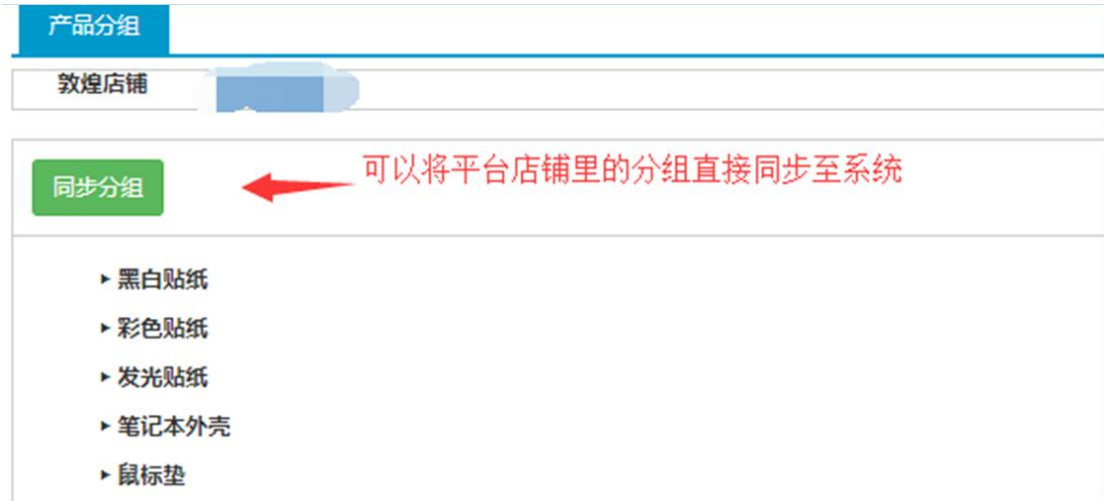 产品分组
敦煌店铺
可以将平台店铺里的分组直接同步至系统
同步分组
黑白贴纸
彩色贴纸
发光贴纸
笔记本外壳
鼠标垫